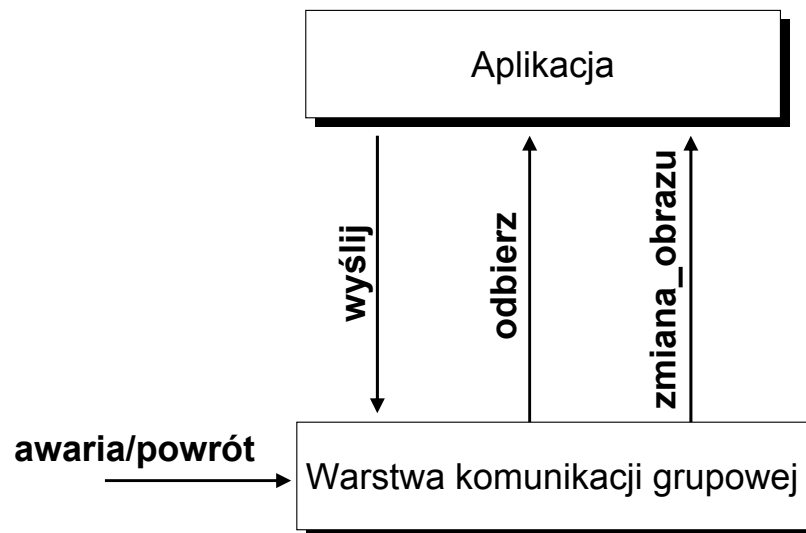 Aplikacja
wyślij
odbierz
zmiana_obrazu
awaria/powrót
Warstwa komunikacji grupowej